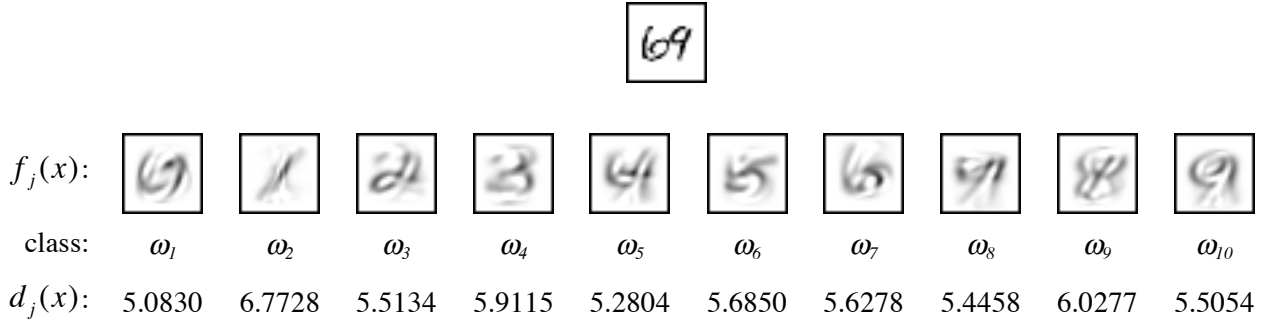 69
f_j(x):
class: ω_1 ω_2 ω_3 ω_4 ω_5 ω_6 ω_7 ω_8 ω_9 ω_10
d_j(x): 5.0830 6.7728 5.5134 5.9115 5.2804 5.6850 5.6278 5.4458 6.0277 5.5054